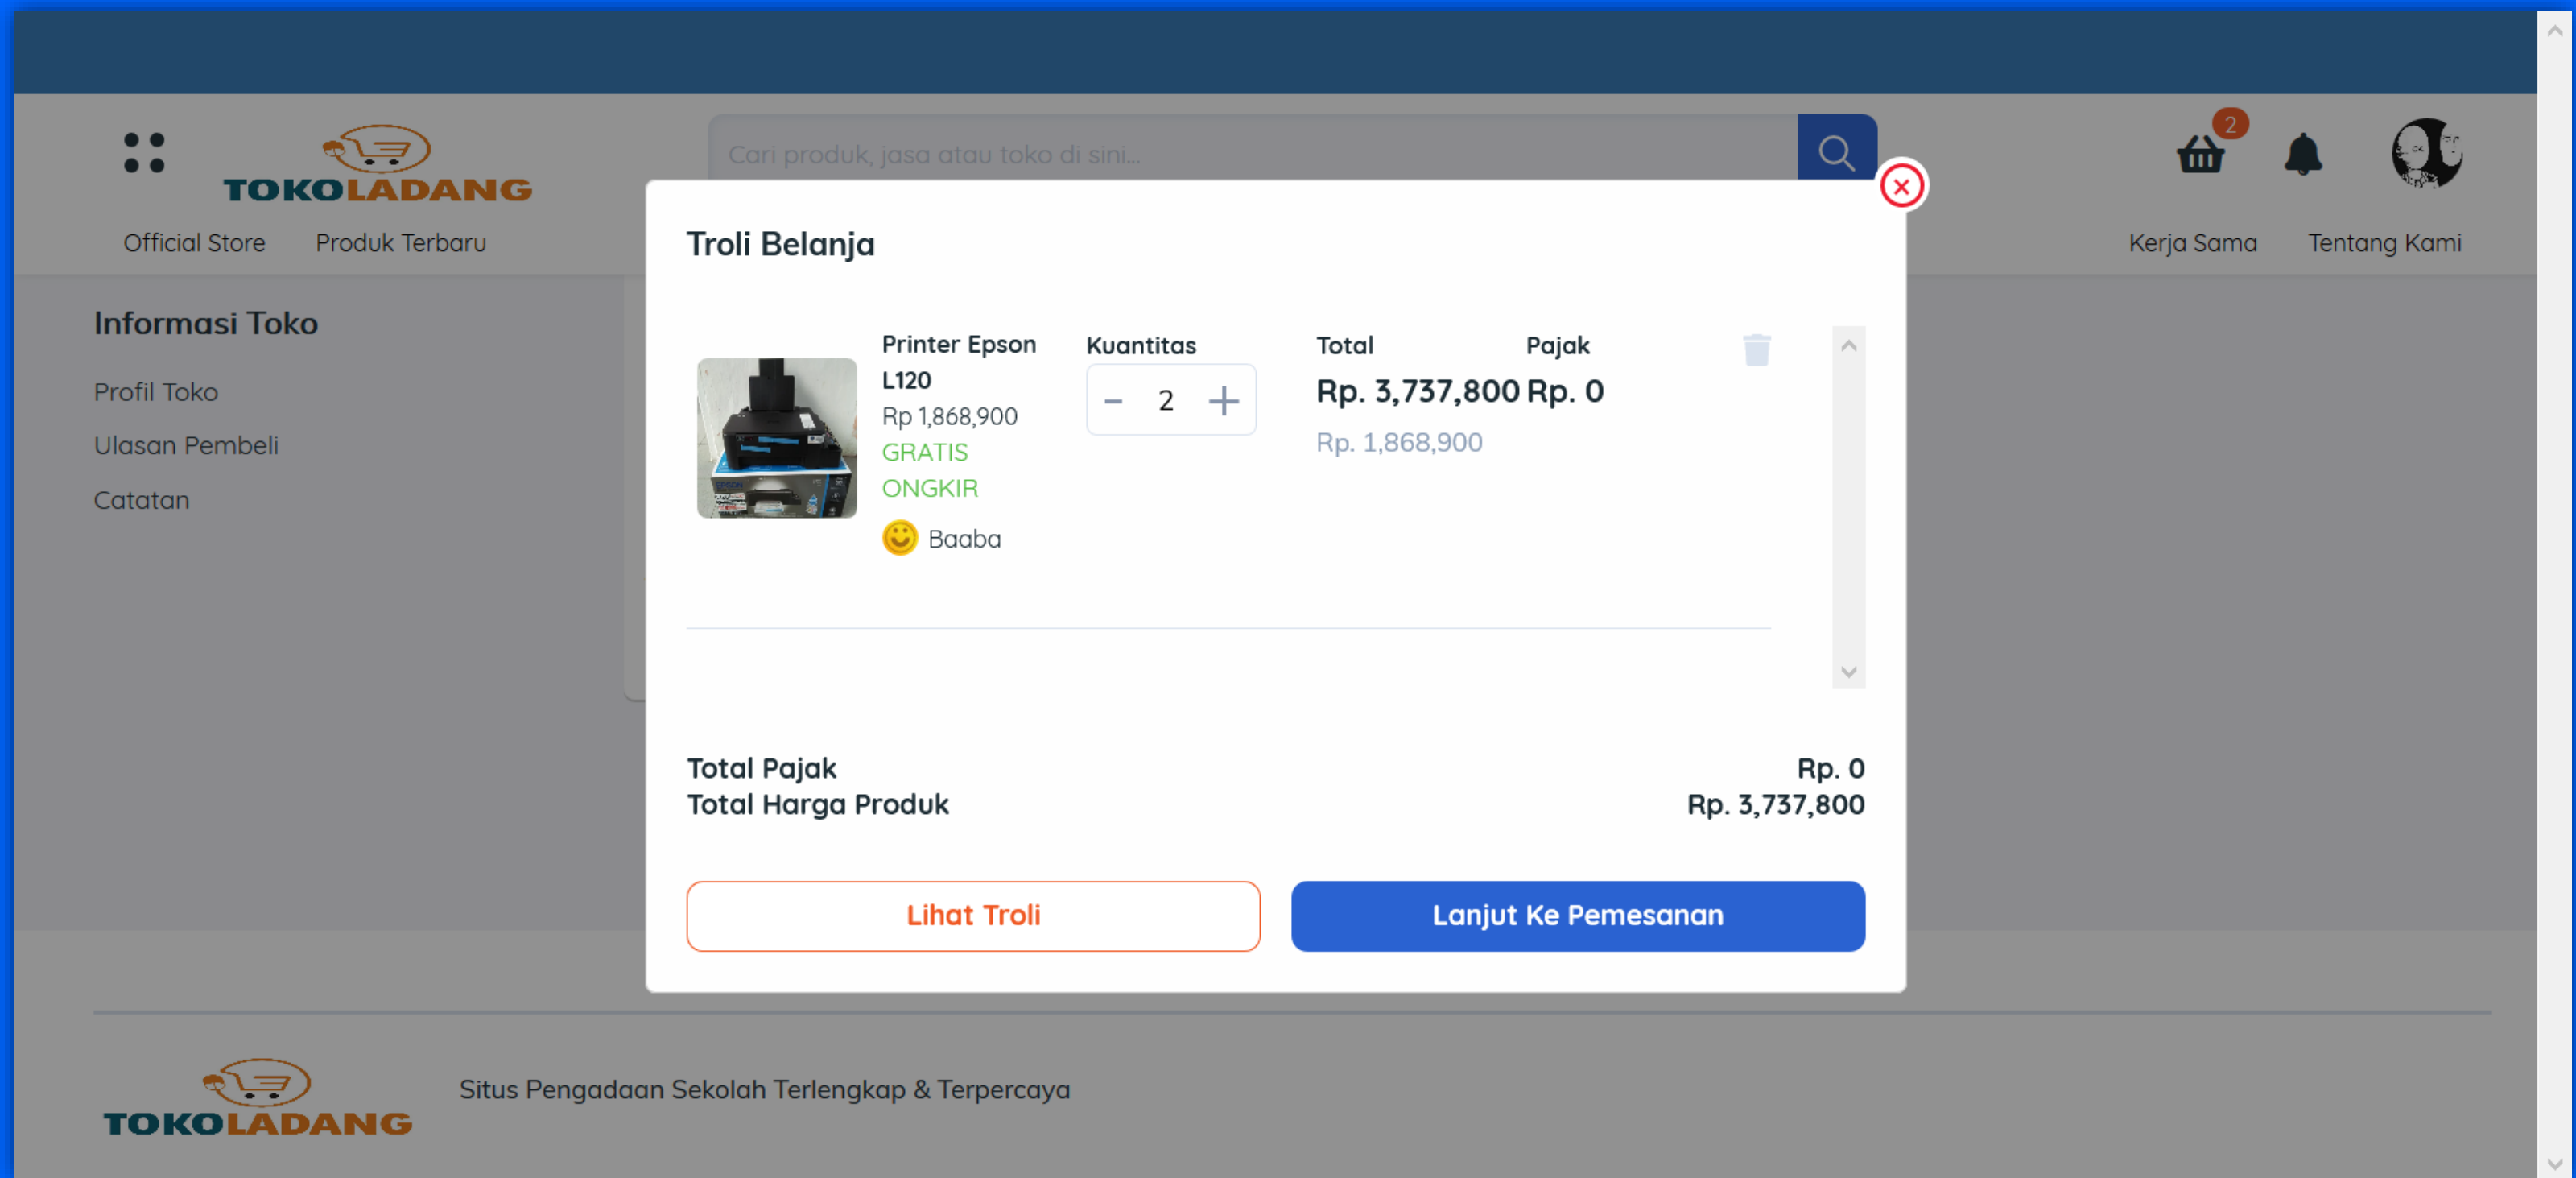 Cari produk, jasa atau toko di sini...
2
TOKOLADANG
Official Store
Produk Terbaru
Kerja Sama
Tentang Kami
Informasi Toko
Profil Toko
Ulasan Pembeli
Catatan
Troli Belanja
Printer Epson
L120
Rp 1,868,900
GRATIS
ONGKIR
Baaba
Kuantitas
- 2 +
Total
Rp. 3,737,800
Rp. 1,868,900
Pajak
Rp. 0
Total Pajak
Rp. 0
Total Harga Produk
Rp. 3,737,800
Lihat Troli
Lanjut Ke Pemesanan
TOKOLADANG
Situs Pengadaan Sekolah Terlengkap & Terpercaya